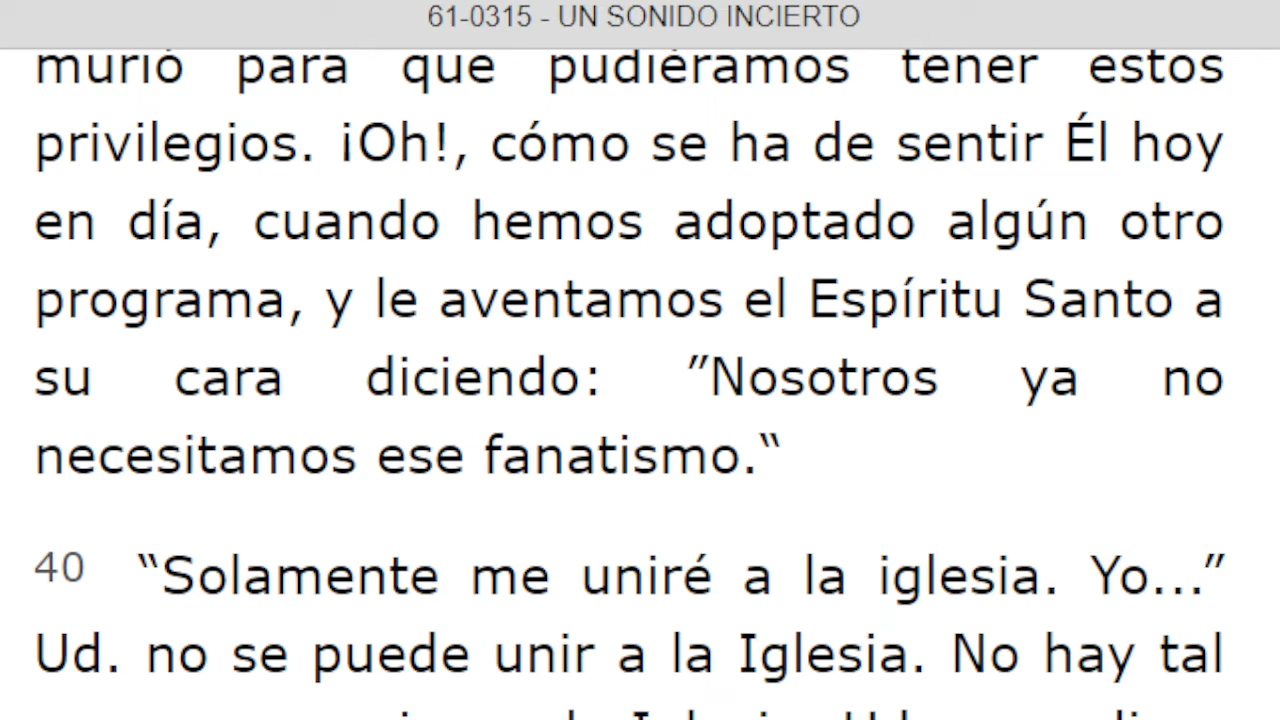 61-0315 - UN SONIDO INCIERTO
murió para que pudiéramos tener estos
privilegios. ¡Oh!, cómo se ha de sentir Él hoy
en día, cuando hemos adoptado algún otro
programa, y le aventamos el Espíritu Santo a
su cara diciendo: ”Nosotros ya no
necesitamos ese fanatismo.“
40 “Solamente me uniré a la iglesia. Yo...”
Ud. no se puede unir a la Iglesia. No hay tal